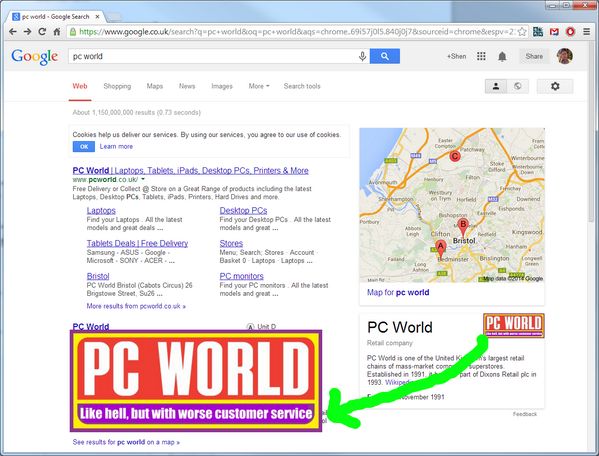 pc world - Google Search
https://www.google.co.uk/search?q=pc+world&oq=pc+world&aqs=chrome..69i57j0l5.840j0j7&sourceid=chrome&espv=2
Google
pc world
+Shen
Share
Web Shopping Maps News Images More Search tools
About 1,150,000,000 results (0.73 seconds)
Cookies help us deliver our services. By using our services, you agree to our use of cookies.
OK Learn more
PC World | Laptops, Tablets, iPads, Desktop PCs, Printers & More
www.pcworld.co.uk/
Free Delivery or Collect @ Store on a Great Range of products including the latest
Laptops, Desktop PCs, Tablets, iPads, Printers, Hard Drives and more.
Laptops
Find your Laptops . All the latest
models and great deals ...
Desktop PCs
Find your Desktop PCs . All the
latest models and great ...
Tablets Deals | Free Delivery
Samsung - ASUS - Google -
Microsoft - SONY - ACER - ...
Stores
Menu; Search; Stores · Account
Basket 0 · Laptops · Laptops ...
Bristol
PC World Bristol (Cabots Circus) 26
Brigstowe Street, Su26 ...
PC monitors
Find your PC monitors . All the latest
models and great ...
More results from pcworld.co.uk »
PC World
A Unit D
PC WORLD
Like hell, but with worse customer service
See results for pc world on a map »
Avonmouth
Clifton
Bristol
Bedminster
A
B
C
Map data ©2014 Google
Map for pc world
PC World
Retail company
PC WORLD
PC World is one of the United King
largest retail
chains of mass-market com
superstores.
Established in 1991, it
part of Dixons Retail plc in
1993. Wikipedia
November 1991
Feedback